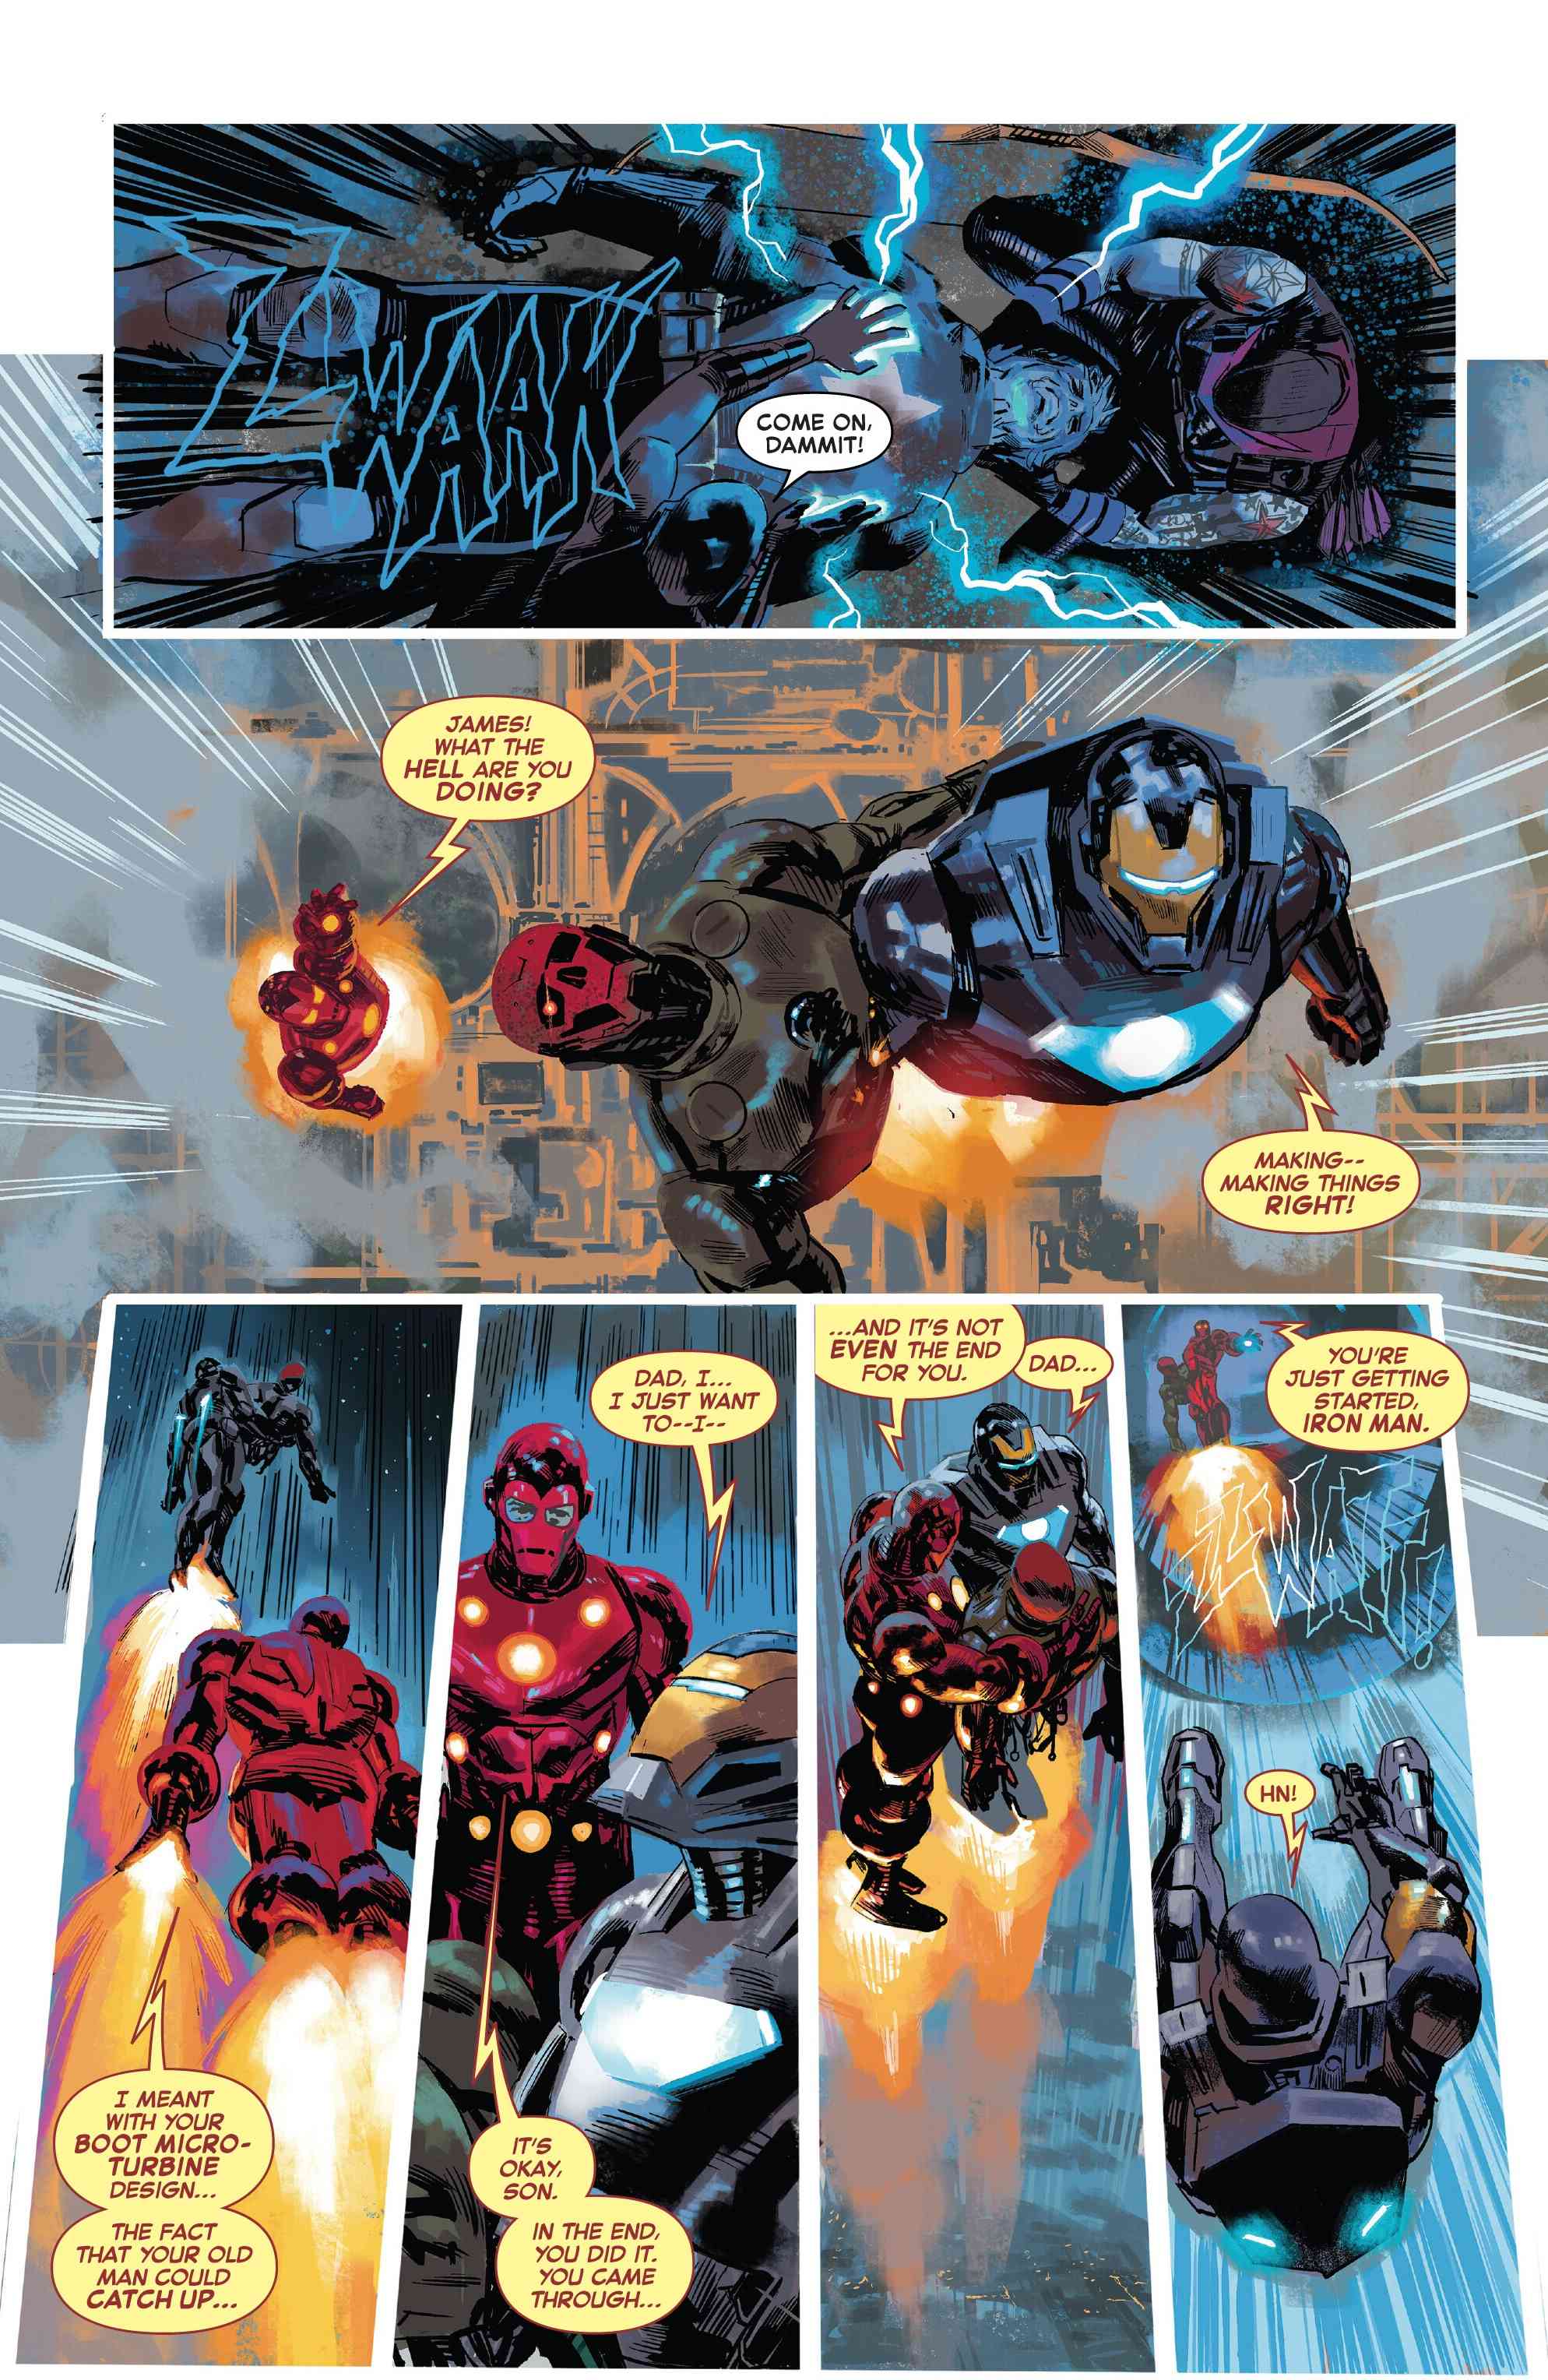 ZZWAAK
COME ON,
DAMMIT!
JAMES!
WHAT THE
HELL ARE YOU
DOING?
MAKING--
MAKING THINGS
RIGHT!
I MEANT
WITH YOUR
BOOT MICRO-
TURBINE
DESIGN...
THE FACT
THAT YOUR OLD
MAN COULD
CATCH UP...
DAD, I...
I JUST WANT
TO--I--
IT'S
OKAY,
SON.
IN THE END,
YOU DID IT.
YOU CAME
THROUGH...
...AND IT'S NOT
EVEN THE END
FOR YOU.
DAD...
YOU'RE
JUST GETTING
STARTED,
IRON MAN.
HN!